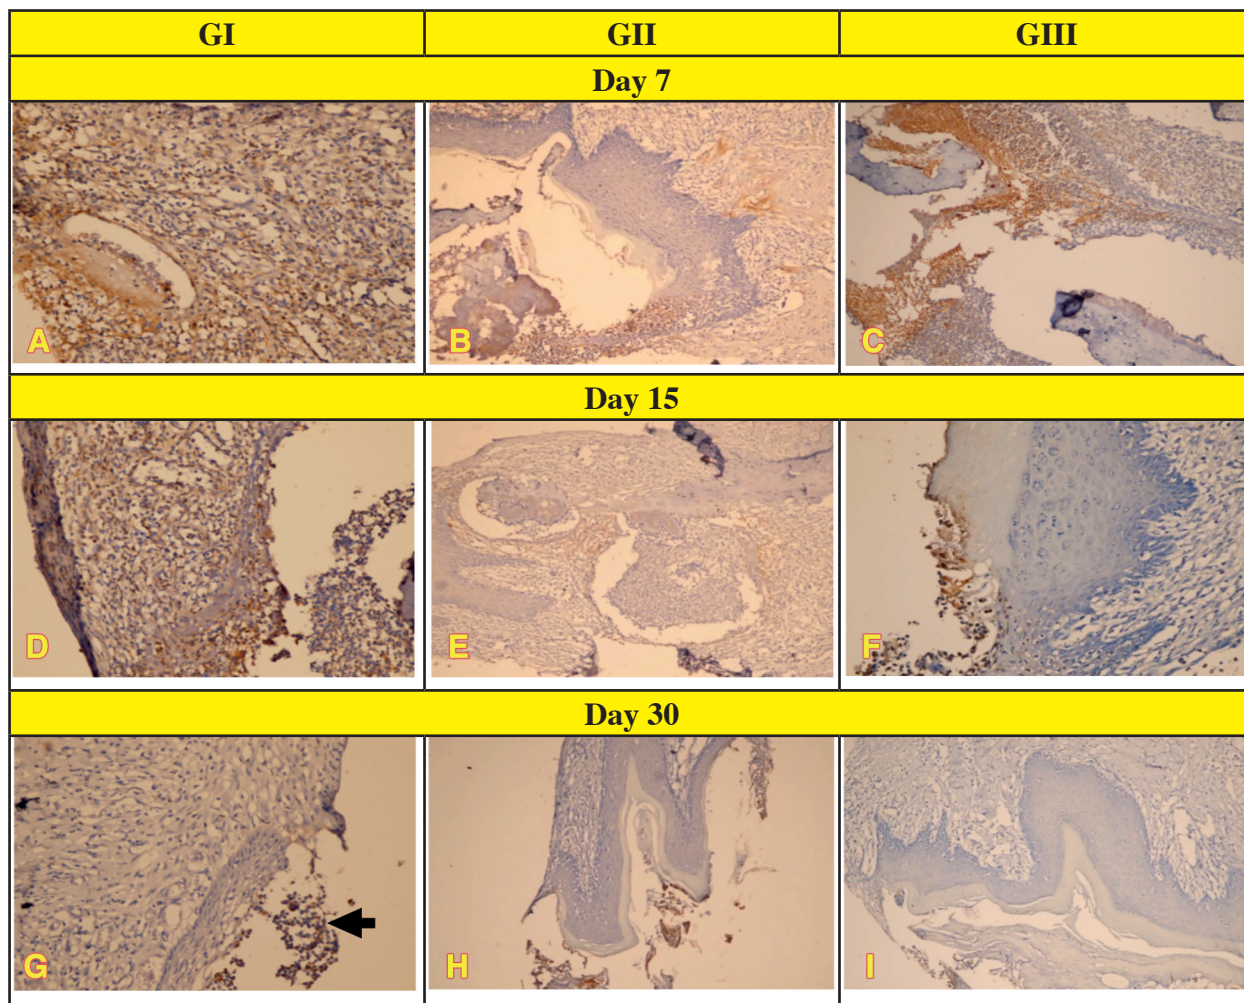 GI GII GIII
Day 7
A B C
Day 15
D E F
Day 30
G H I